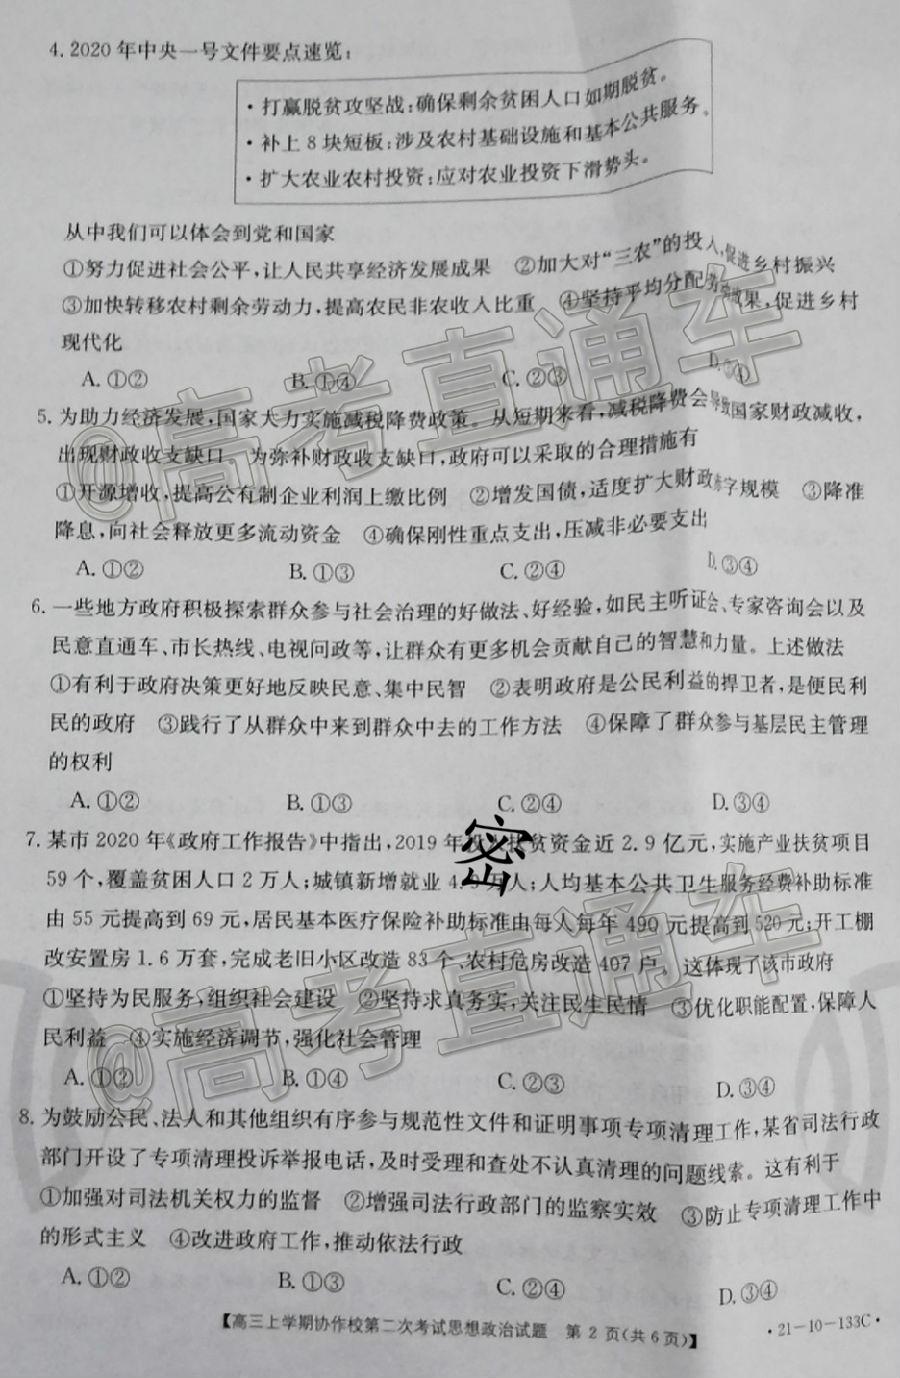 4. 2020年中央一号文件要点速览:
·打赢脱贫攻坚战:确保剩余贫困人口如期脱贫。
·补上8块短板:涉及农村基础设施和基本公共服务。
·扩大农业农村投资:应对农业投资下滑势头。
从中我们可以体会到党和国家
①努力促进社会公平,让人民共享经济发展成果 ②加大对“三农”的投入,促进乡村振兴
③加快转移农村剩余劳动力,提高农民非农收入比重 ④坚持平均分配 效果,促进乡村
现代化
A. ①② B. ①④ C. ②③ D. ③④
5. 为助力经济发展,国家大力实施减税降费政策。从短期来看,减税降费会导致国家财政减收,
出现财政收支缺口 为弥补财政收支缺口,政府可以采取的合理措施有
①开源增收,提高公有制企业利润上缴比例 ②增发国债,适度扩大财政赤字规模 ③降准
降息,向社会释放更多流动资金 ④确保刚性重点支出,压减非必要支出
A. ①② B. ①③ C. ②④ D. ③④
6. 一些地方政府积极探索群众参与社会治理的好做法、好经验,如民主听证会、专家咨询会以及
民意直通车、市长热线、电视问政等,让群众有更多机会贡献自己的智慧和力量。上述做法
①有利于政府决策更好地反映民意、集中民智 ②表明政府是公民利益的捍卫者,是便民利
民的政府 ③践行了从群众中来到群众中去的工作方法 ④保障了群众参与基层民主管理
的权利
A. ①② B. ①③ C. ②④ D. ③④
7. 某市2020年《政府工作报告》中指出,2019年投入扶贫资金近2.9亿元,实施产业扶贫项目
59个,覆盖贫困人口2万人;城镇新增就业4. 万人;人均基本公共卫生服务经费补助标准
由55元提高到69元,居民基本医疗保险补助标准由每人每年490元提高到520元;开工棚
改安置房1.6万套,完成老旧小区改造83个,农村危房改造407户。这体现了该市政府
①坚持为民服务,组织社会建设 ②坚持求真务实,关注民生民情 ③优化职能配置,保障人
民利益 ④实施经济调节,强化社会管理
A. ①② B. ①④ C. ②③ D. ③④
8. 为鼓励公民、法人和其他组织有序参与规范性文件和证明事项专项清理工作,某省司法行政
部门开设了专项清理投诉举报电话,及时受理和查处不认真清理的问题线索。这有利于
①加强对司法机关权力的监督 ②增强司法行政部门的监察实效 ③防止专项清理工作中
的形式主义 ④改进政府工作,推动依法行政
A. ①② B. ①③ C. ②④ D. ③④
【高三上学期协作校第二次考试思想政治试题 第2页(共6页)】 ·21-10-133C·
密
@高考直通车
@高考直通车